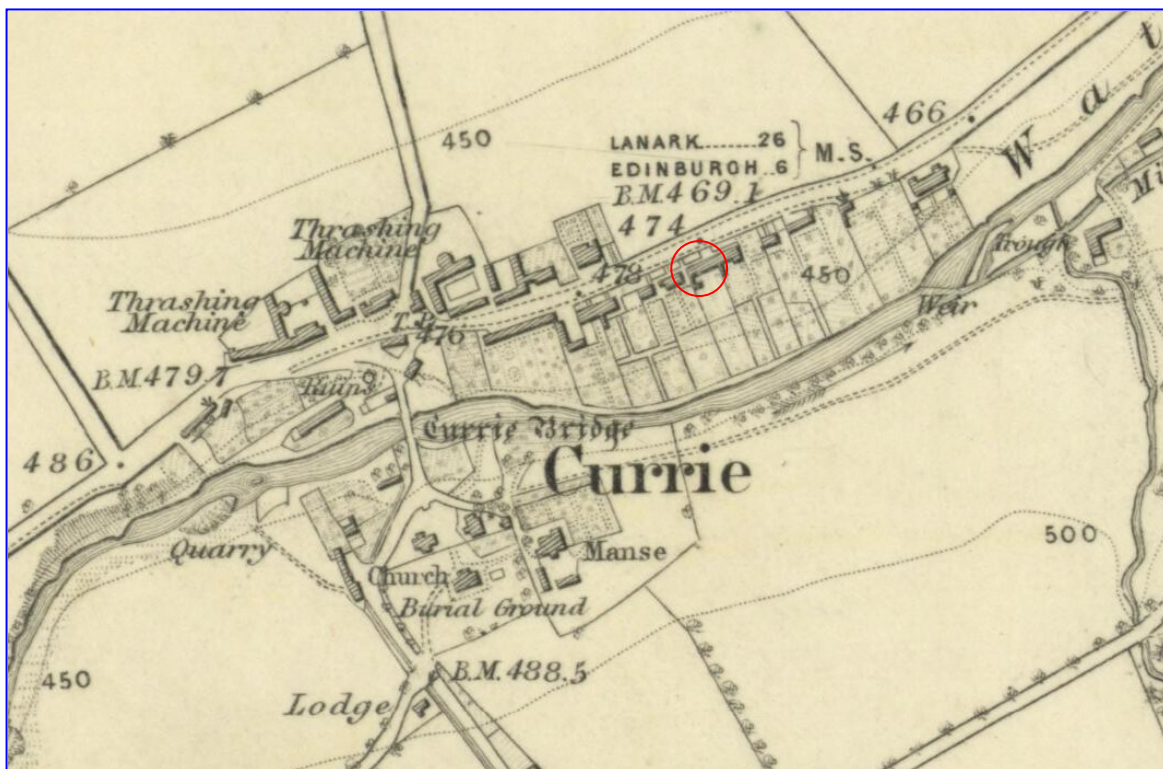 466
W a t
450
LANARK........26
EDINBURGH..6
M.S.
B.M.469.1
474
Mi
Thrashing
Machine
Trough
478
450
Thrashing
Machine
T.P.
476
Weir
B.M.479.7
Ruins
Currie Bridge
486
Currie
Quarry
500
Manse
Church
Burial Ground
450
B.M.488.5
Lodge